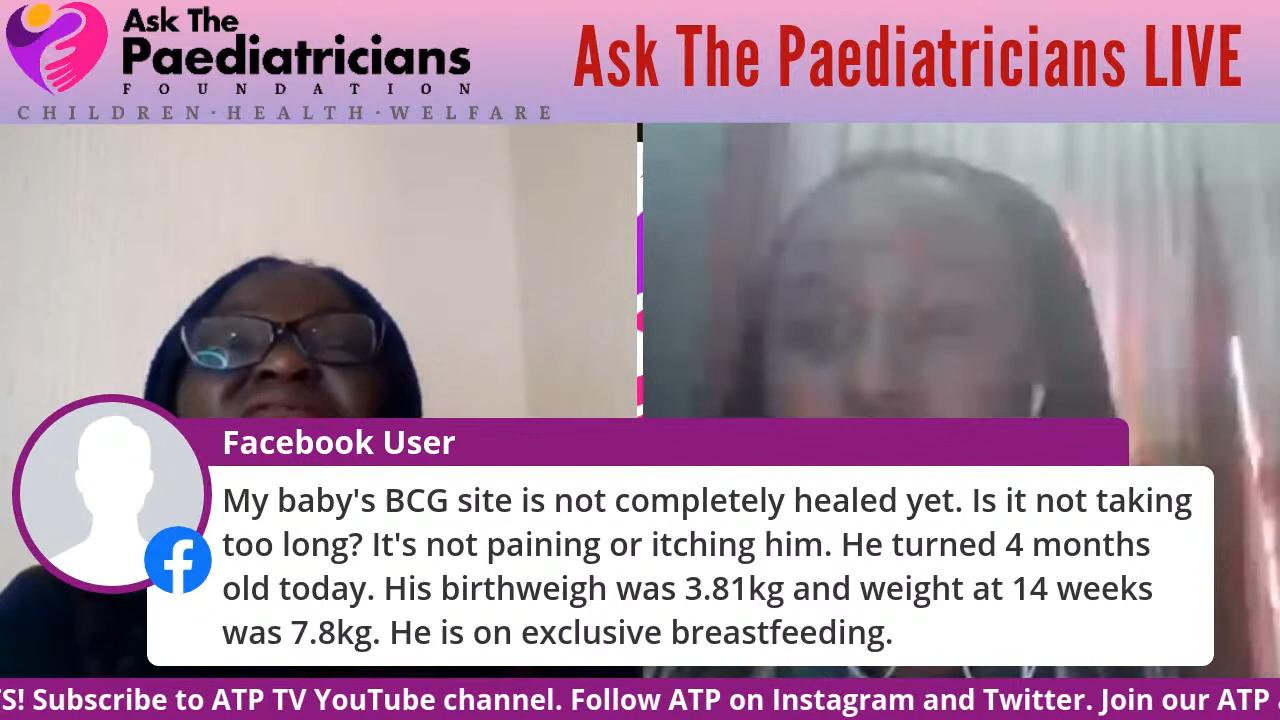 Ask The
Paediatricians
FOUNDATION
CHILDREN·HEALTH·WELFARE
Ask The Paediatricians LIVE
Facebook User
My baby's BCG site is not completely healed yet. Is it not taking
too long? It's not paining or itching him. He turned 4 months
old today. His birthweigh was 3.81kg and weight at 14 weeks
was 7.8kg. He is on exclusive breastfeeding.
S! Subscribe to ATP TV YouTube channel. Follow ATP on Instagram and Twitter. Join our ATP